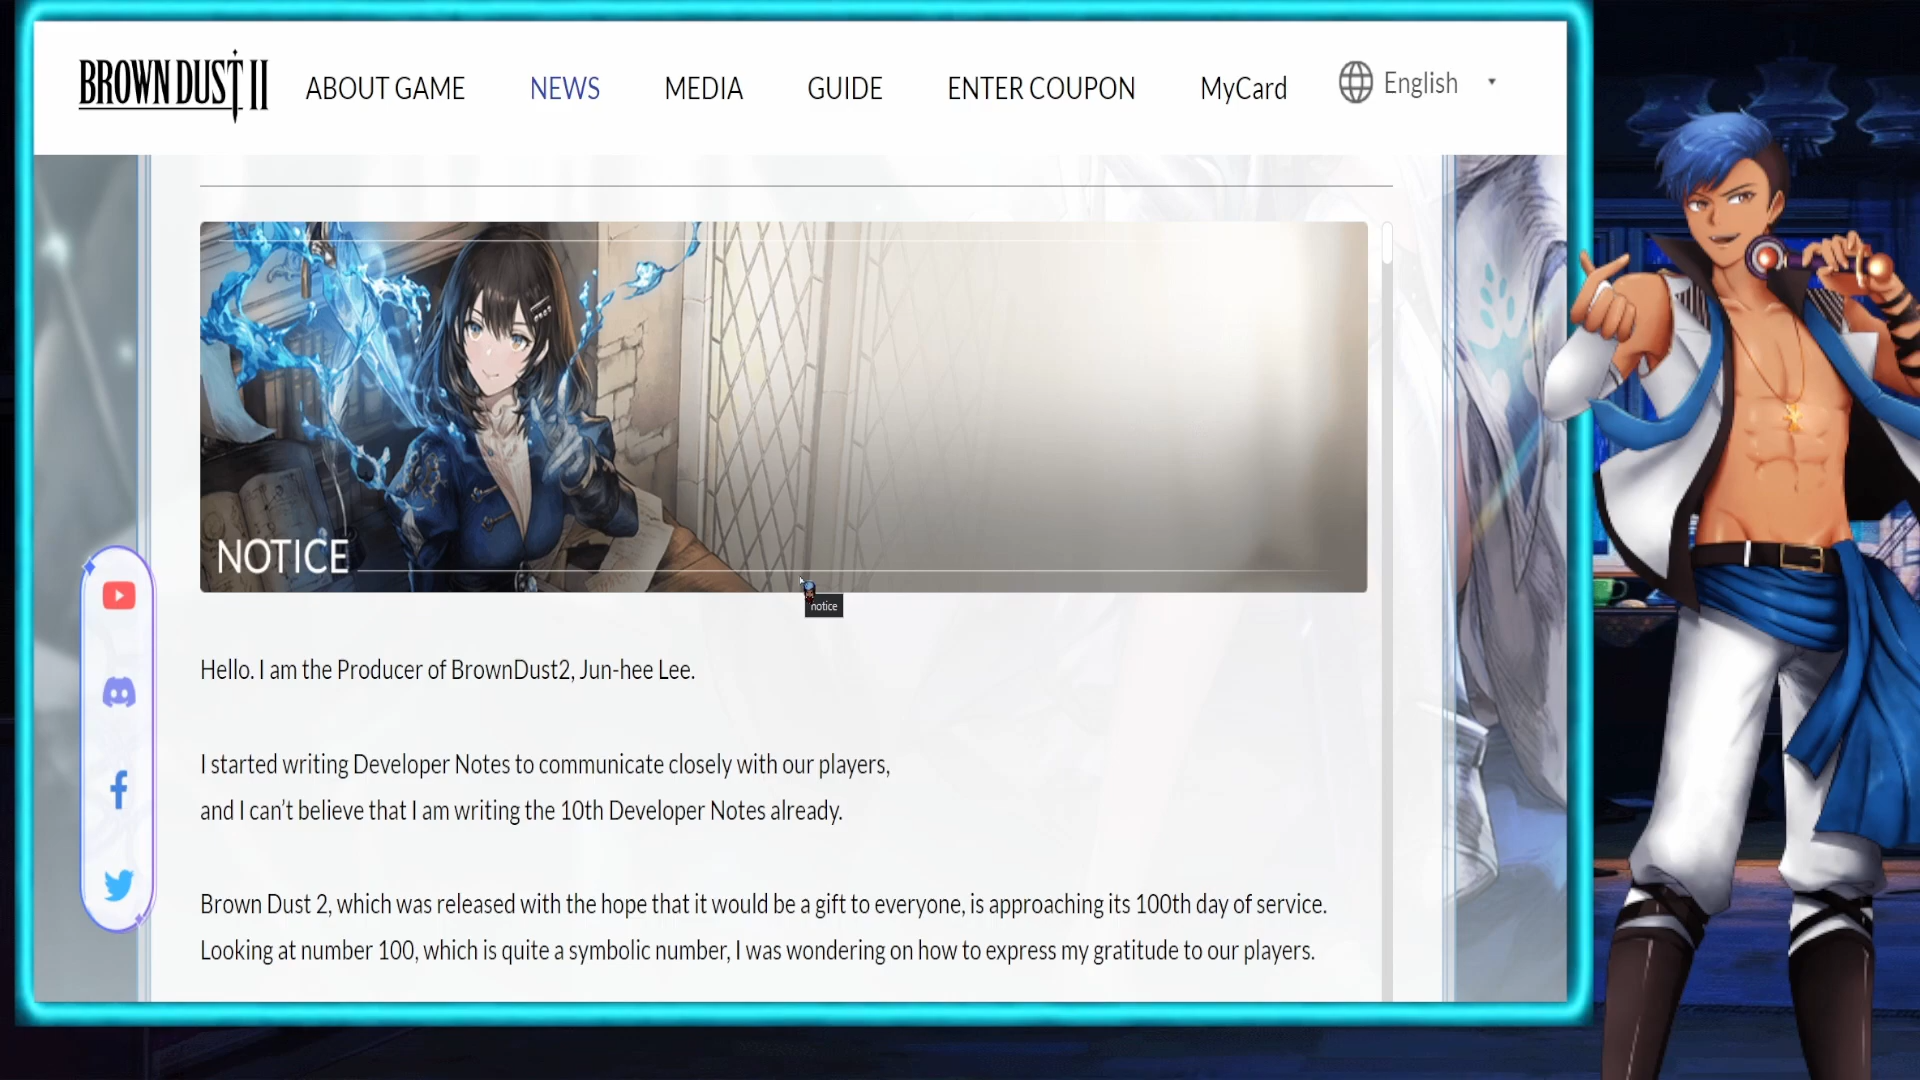 BROWN DUST II
ABOUT GAME
NEWS
MEDIA
GUIDE
ENTER COUPON
MyCard
English
NOTICE
notice
Hello. I am the Producer of BrownDust2, Jun-hee Lee.
I started writing Developer Notes to communicate closely with our players,
and I can’t believe that I am writing the 10th Developer Notes already.
Brown Dust 2, which was released with the hope that it would be a gift to everyone, is approaching its 100th day of service.
Looking at number 100, which is quite a symbolic number, I was wondering on how to express my gratitude to our players.